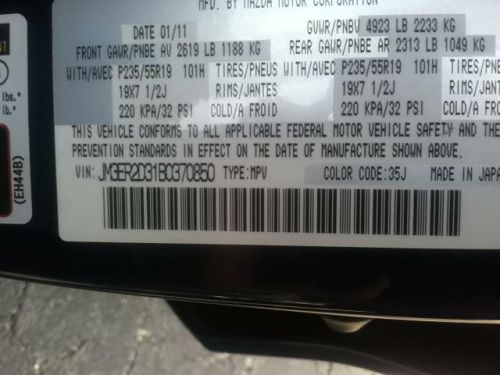 MFD. BY MAZDA MOTOR CORPORATION
DATE 01/11 GVWR/PNBV 4923 LB 2233 KG
FRONT GAWR/PNBE AV 2619 LB 1188 KG REAR GAWR/PNBE AR 2313 LB 1049 KG
WITH/AVEC P235/55R19 101H TIRES/PNEUS WITH/AVEC P235/55R19 101H TIRES/PNEUS
19X7 1/2J RIMS/JANTES 19X7 1/2J RIMS/JANTES
220 KPA/32 PSI COLD/A FROID 220 KPA/32 PSI COLD/A FROID
THIS VEHICLE CONFORMS TO ALL APPLICABLE FEDERAL MOTOR VEHICLE SAFETY AND THE
PREVENTION STANDARDS IN EFFECT ON THE DATE OF MANUFACTURE SHOWN ABOVE.
VIN: JM3ER2D31B0370850 TYPE:MPV COLOR CODE:35J MADE IN JAPA
lbs.*
lb.*
(EH44B)